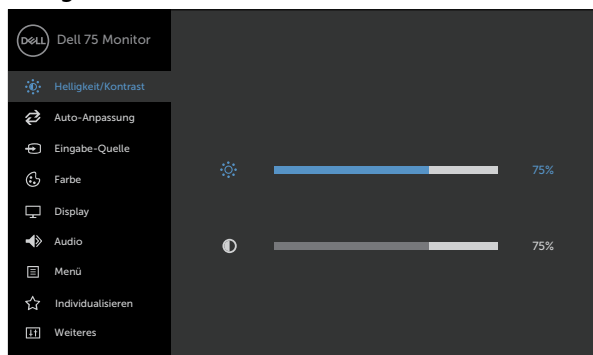 DELL Dell 75 Monitor
Helligkeit/Kontrast
Auto-Anpassung
Eingabe-Quelle
Farbe
75%
Display
Audio
75%
Menü
Individualisieren
Weiteres